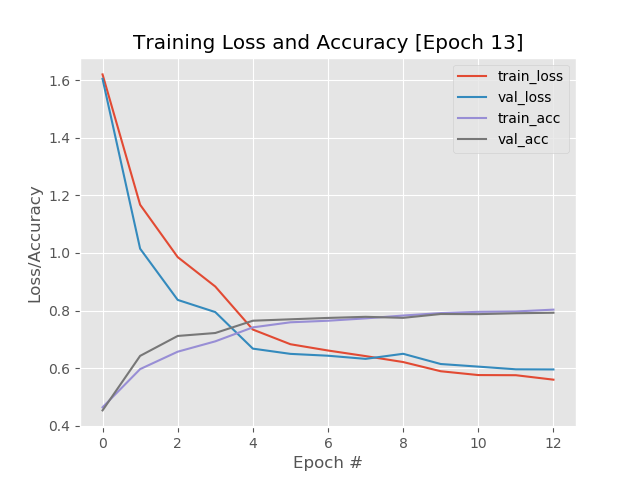 Training Loss and Accuracy [Epoch 13]
train_loss
val_loss
train_acc
val_acc
Loss/Accuracy
1.6
1.4
1.2
1.0
0.8
0.6
0.4
0 2 4 6 8 10 12
Epoch #